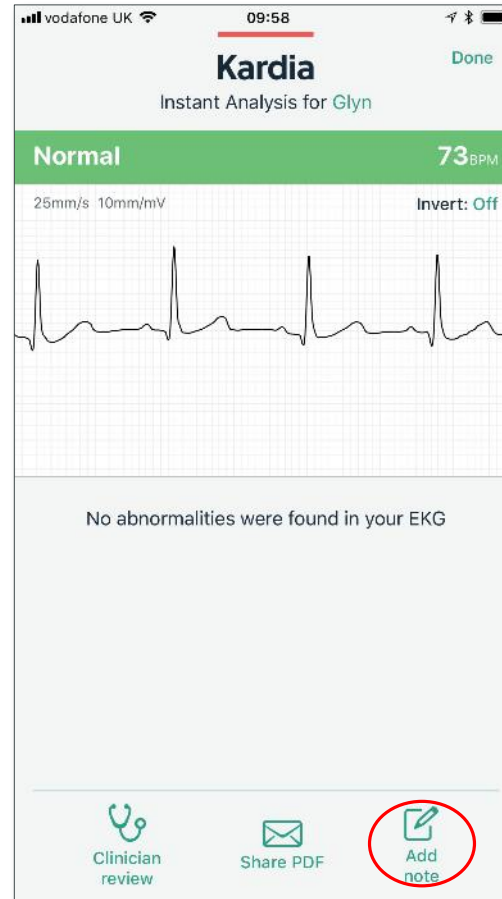 vodafone UK 09:58
Kardia Done
Instant Analysis for Glyn
Normal 73BPM
25mm/s 10mm/mV Invert: Off
No abnormalities were found in your EKG
Clinician review
Share PDF
Add note